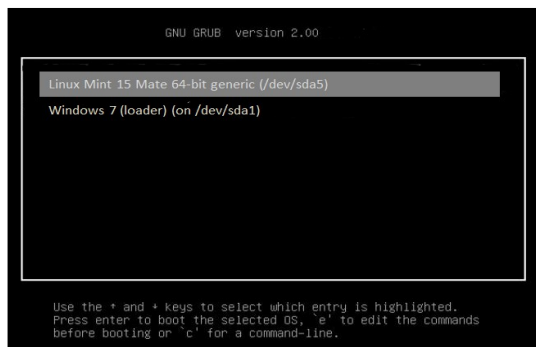 GNU GRUB version 2.00
Linux Mint 15 Mate 64-bit generic (/dev/sda5)
Windows 7 (loader) (on /dev/sda1)
Use the ↑ and ↓ keys to select which entry is highlighted.
Press enter to boot the selected OS, `e' to edit the commands
before booting or `c' for a command-line.